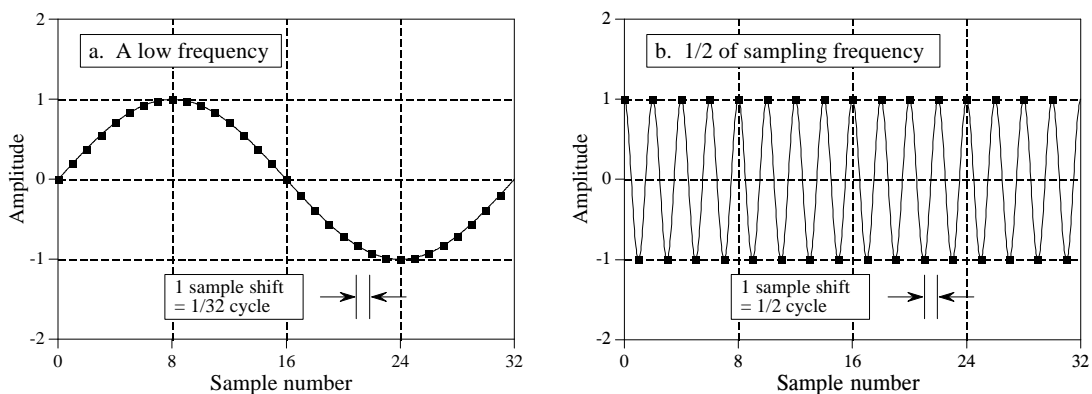 a. A low frequency
2
1
0
-1
-2
Amplitude
1 sample shift
= 1/32 cycle
0 8 16 24 32
Sample number
b. 1/2 of sampling frequency
2
1
0
-1
-2
Amplitude
1 sample shift
= 1/2 cycle
0 8 16 24 32
Sample number